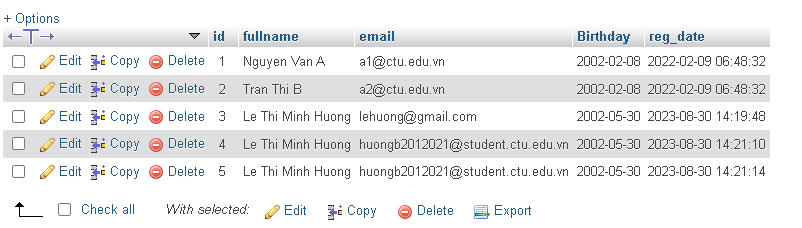 + Options
←T→ id fullname email Birthday reg_date
Edit Copy Delete 1 Nguyen Van A a1@ctu.edu.vn 2002-02-08 2022-02-09 06:48:32
Edit Copy Delete 2 Tran Thi B a2@ctu.edu.vn 2002-02-08 2022-02-09 06:48:32
Edit Copy Delete 3 Le Thi Minh Huong lehuong@gmail.com 2002-05-30 2023-08-30 14:19:48
Edit Copy Delete 4 Le Thi Minh Huong huongb2012021@student.ctu.edu.vn 2002-05-30 2023-08-30 14:21:10
Edit Copy Delete 5 Le Thi Minh Huong huongb2012021@student.ctu.edu.vn 2002-05-30 2023-08-30 14:21:14
Check all With selected: Edit Copy Delete Export